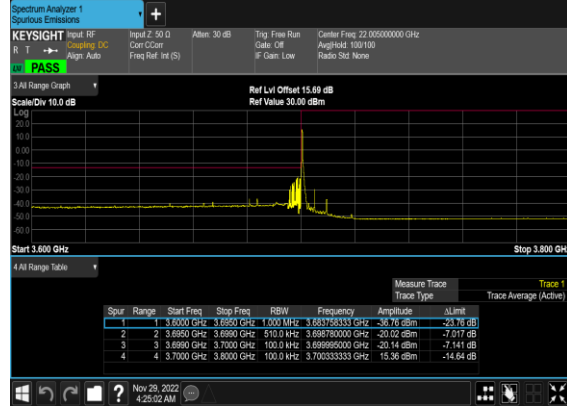 Spectrum Analyzer 1
Spurious Emissions
KEYSIGHT Input: RF Input Z: 50 Ω Atten: 30 dB Trig: Free Run Center Freq: 22.005000000 GHz
R T Coupling: DC Corr CCorr Gate: Off Avg|Hold: 100/100
Align: Auto Freq Ref: Int (S) IF Gain: Low Radio Std: None
LW PASS
3 All Range Graph
Ref Lvl Offset 15.69 dB
Scale/Div 10.0 dB Ref Value 30.00 dBm
Log
20.0
10.0
0.00
-10.0
-20.0
-30.0
-40.0
-50.0
-60.0
Start 3.600 GHz Stop 3.800 GHz
4 All Range Table
Measure Trace Trace 1
Trace Type Trace Average (Active)
Spur Range Start Freq Stop Freq RBW Frequency Amplitude ΔLimit
1 1 3.6000 GHz 3.6950 GHz 1.000 MHz 3.683758333 GHz -36.76 dBm -23.76 dB
2 2 3.6950 GHz 3.6990 GHz 510.0 kHz 3.698780000 GHz -20.02 dBm -7.017 dB
3 3 3.6990 GHz 3.7000 GHz 100.0 kHz 3.699995000 GHz -20.14 dBm -7.141 dB
4 4 3.7000 GHz 3.8000 GHz 100.0 kHz 3.700333333 GHz 15.36 dBm -14.64 dB
Nov 29, 2022
4:25:02 AM